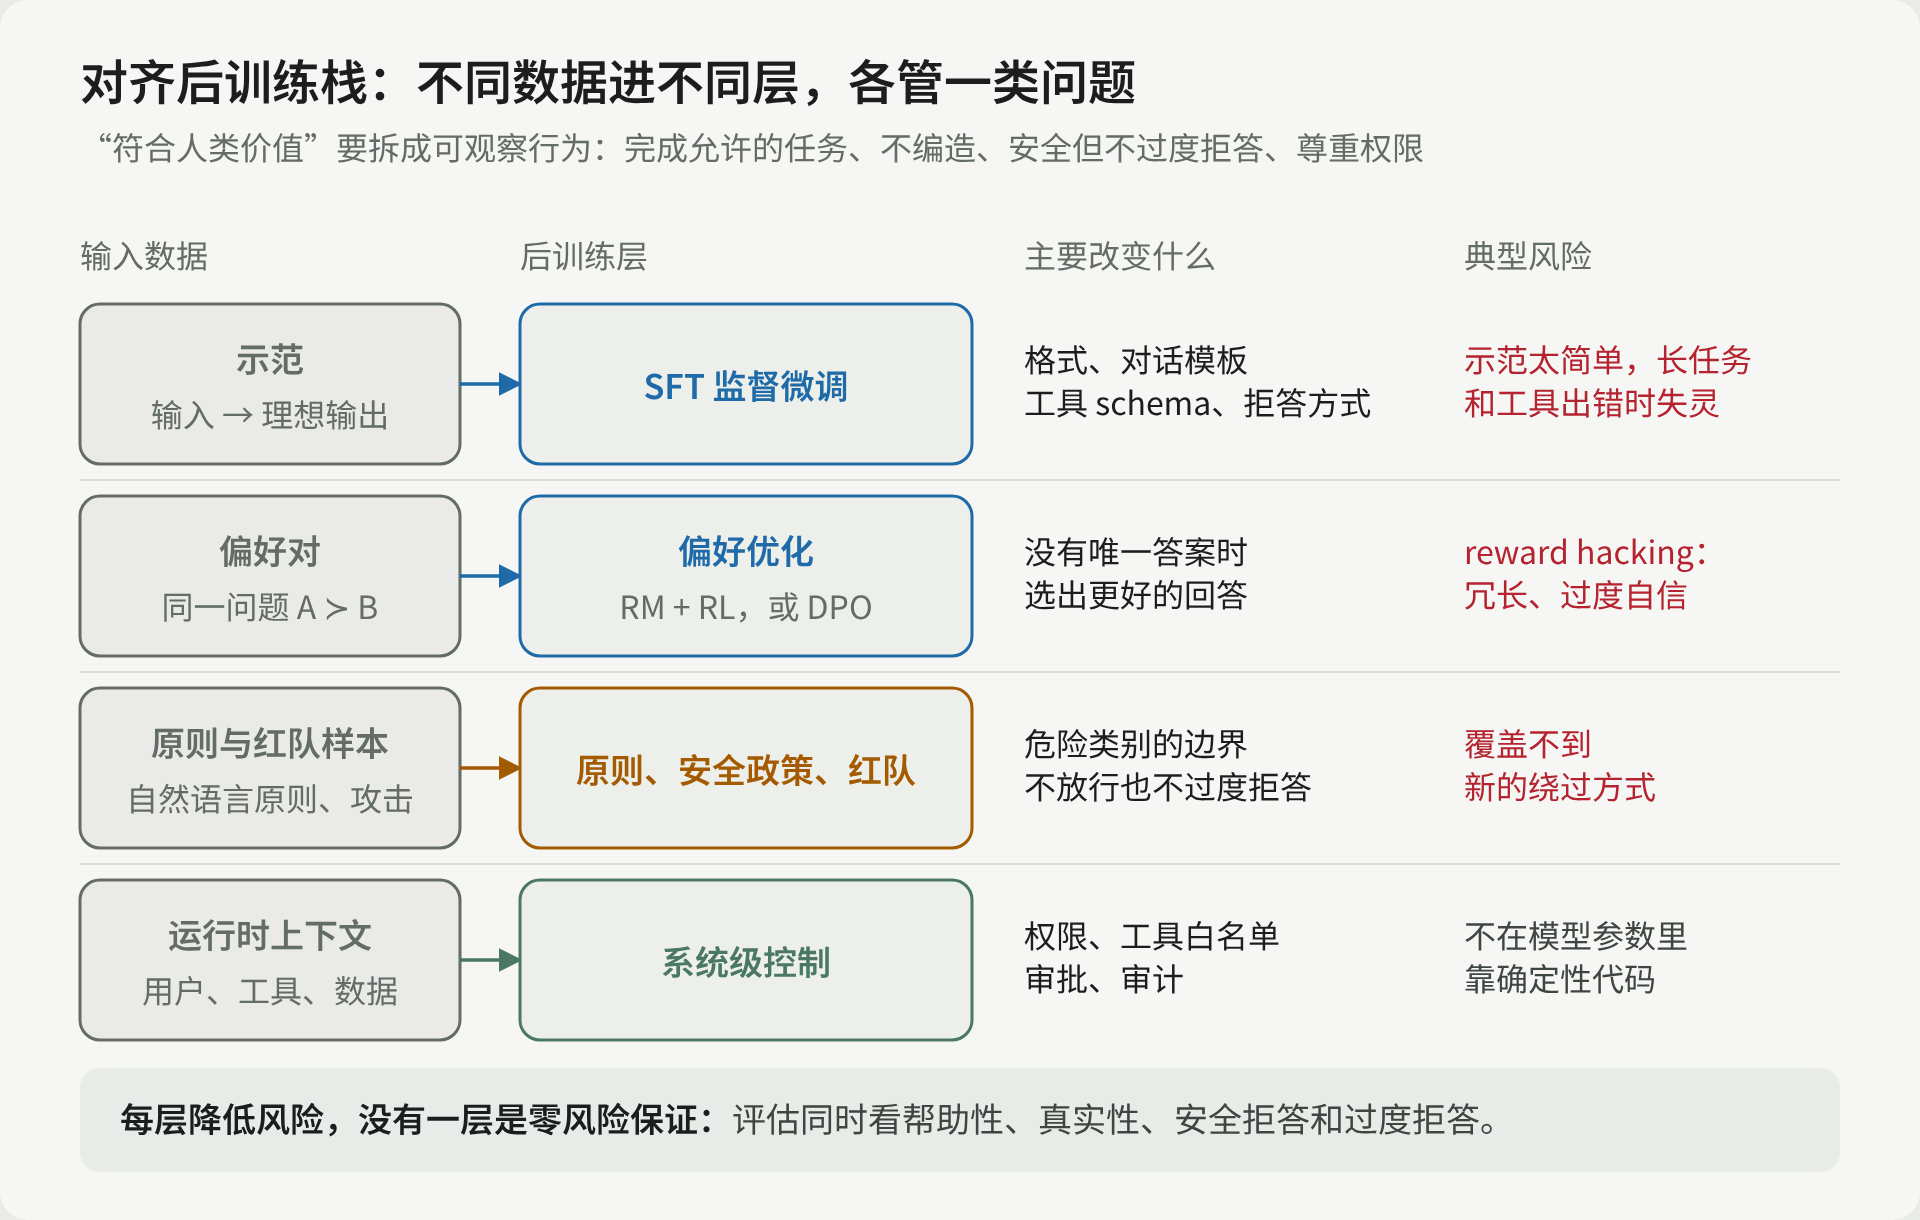 对齐后训练栈：不同数据进不同层，各管一类问题
“符合人类价值”要拆成可观察行为：完成允许的任务、不编造、安全但不过度拒答、尊重权限
输入数据
后训练层
主要改变什么
典型风险
示范
输入 → 理想输出
SFT 监督微调
格式、对话模板
工具 schema、拒答方式
示范太简单，长任务
和工具出错时失灵
偏好对
同一问题 A ≻ B
偏好优化
RM + RL，或 DPO
没有唯一答案时
选出更好的回答
reward hacking：
冗长、过度自信
原则与红队样本
自然语言原则、攻击
原则、安全政策、红队
危险类别的边界
不放行也不过度拒答
覆盖不到
新的绕过方式
运行时上下文
用户、工具、数据
系统级控制
权限、工具白名单
审批、审计
不在模型参数里
靠确定性代码
每层降低风险，没有一层是零风险保证：评估同时看帮助性、真实性、安全拒答和过度拒答。